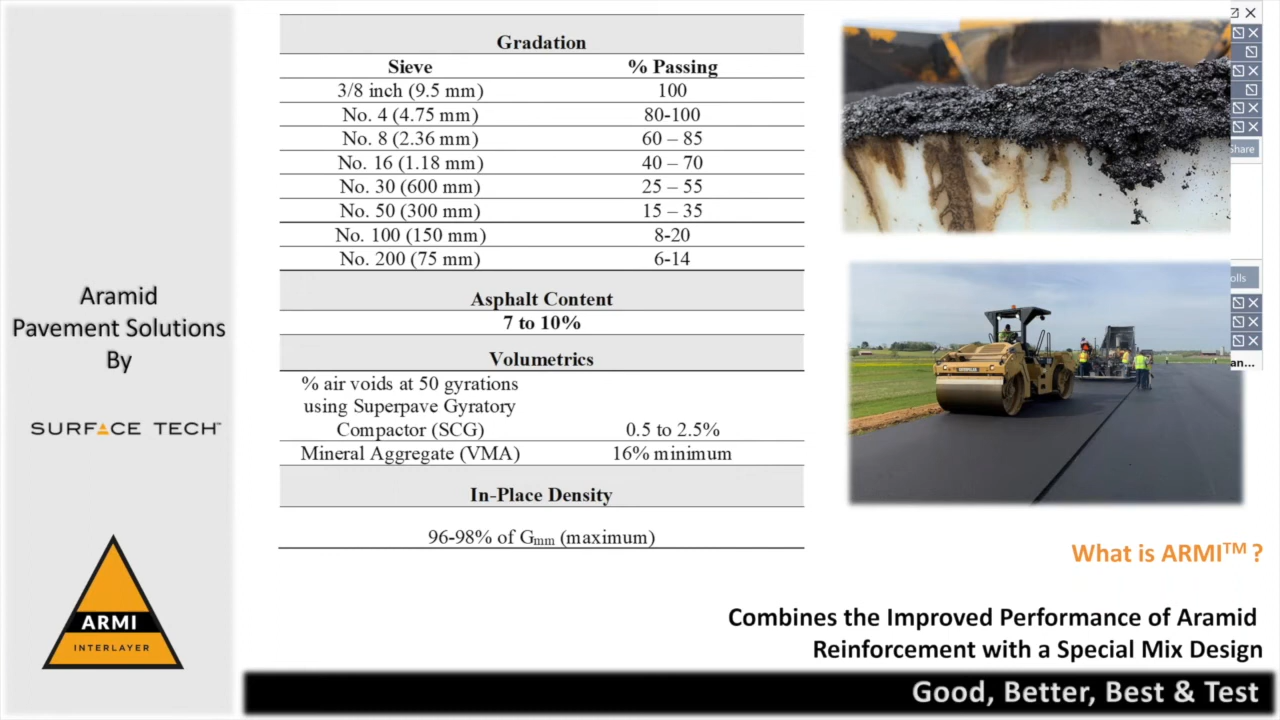 Gradation
Sieve % Passing
3/8 inch (9.5 mm) 100
No. 4 (4.75 mm) 80-100
No. 8 (2.36 mm) 60 – 85
No. 16 (1.18 mm) 40 – 70
No. 30 (600 mm) 25 – 55
No. 50 (300 mm) 15 – 35
No. 100 (150 mm) 8-20
No. 200 (75 mm) 6-14
Asphalt Content
7 to 10%
Volumetrics
% air voids at 50 gyrations
using Superpave Gyratory
Compactor (SCG) 0.5 to 2.5%
Mineral Aggregate (VMA) 16% minimum
In-Place Density
96-98% of Gmm (maximum)
Aramid
Pavement Solutions
By
SURFACE TECH
ARMI
INTERLAYER
Share
olls
an...
What is ARMI™ ?
Combines the Improved Performance of Aramid
Reinforcement with a Special Mix Design
Good, Better, Best & Test